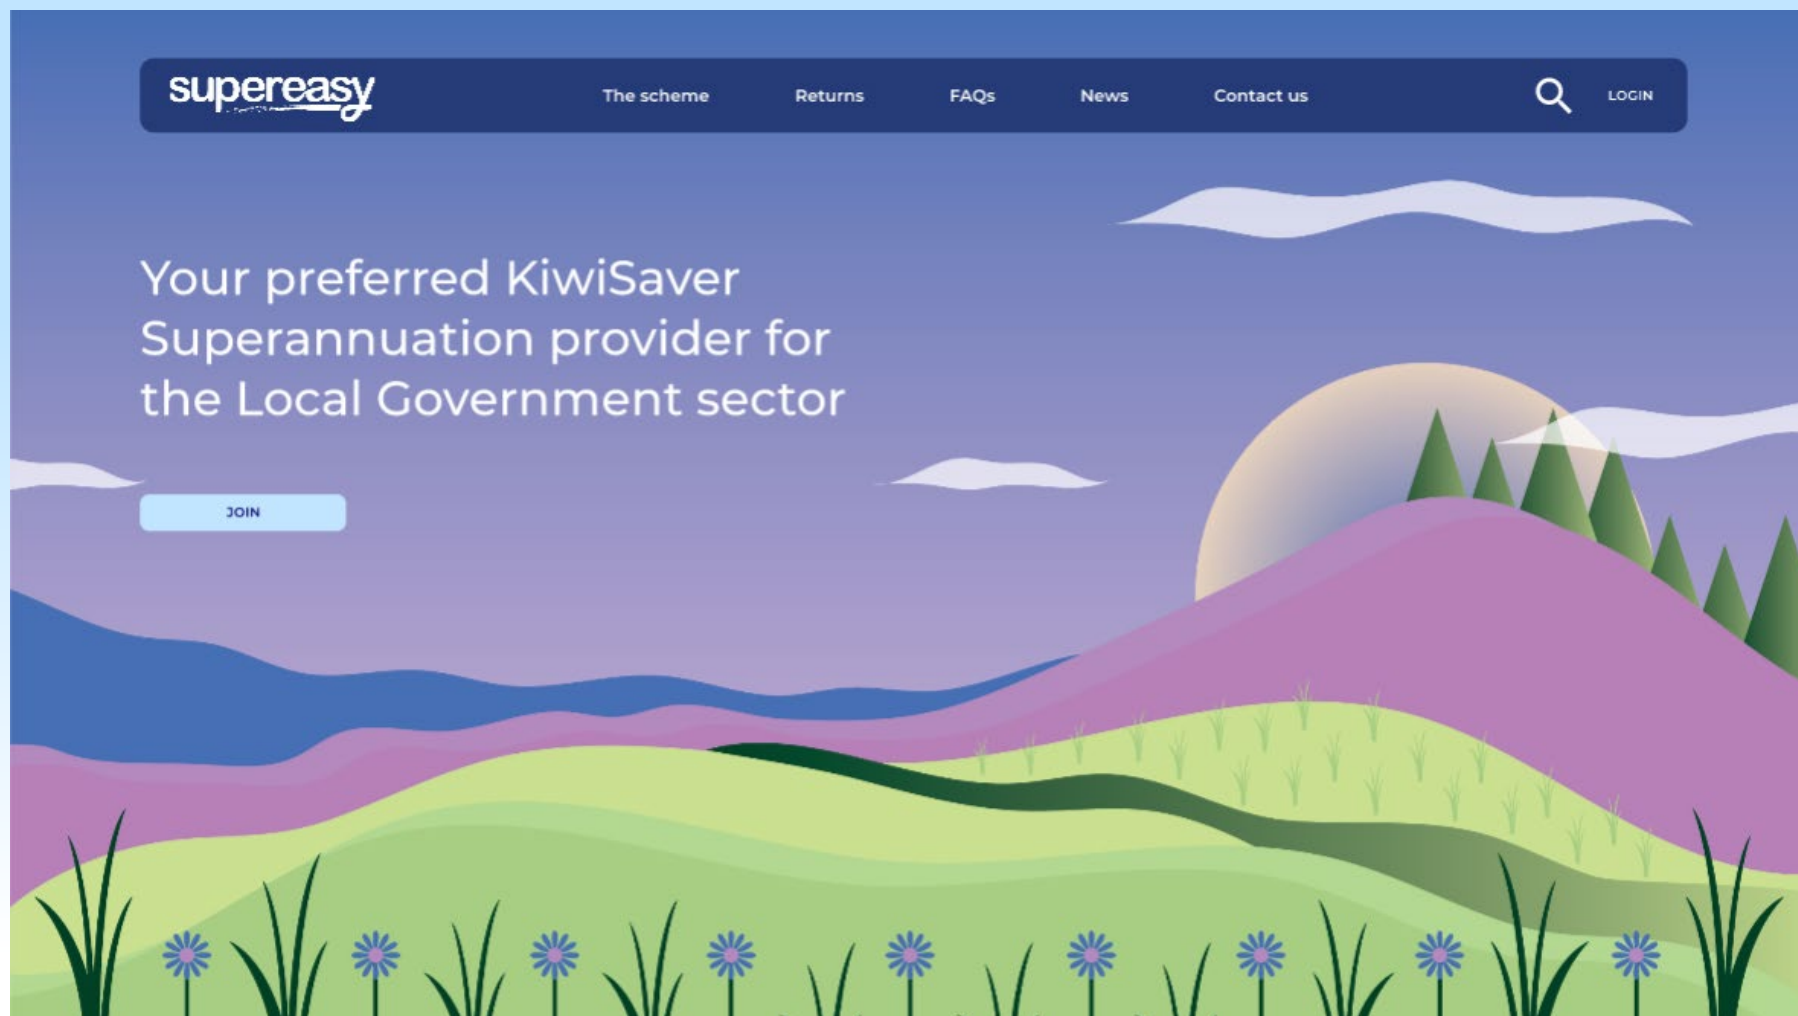 supereasy
The scheme
Returns
FAQs
News
Contact us
LOGIN
Your preferred KiwiSaver
Superannuation provider for
the Local Government sector
JOIN